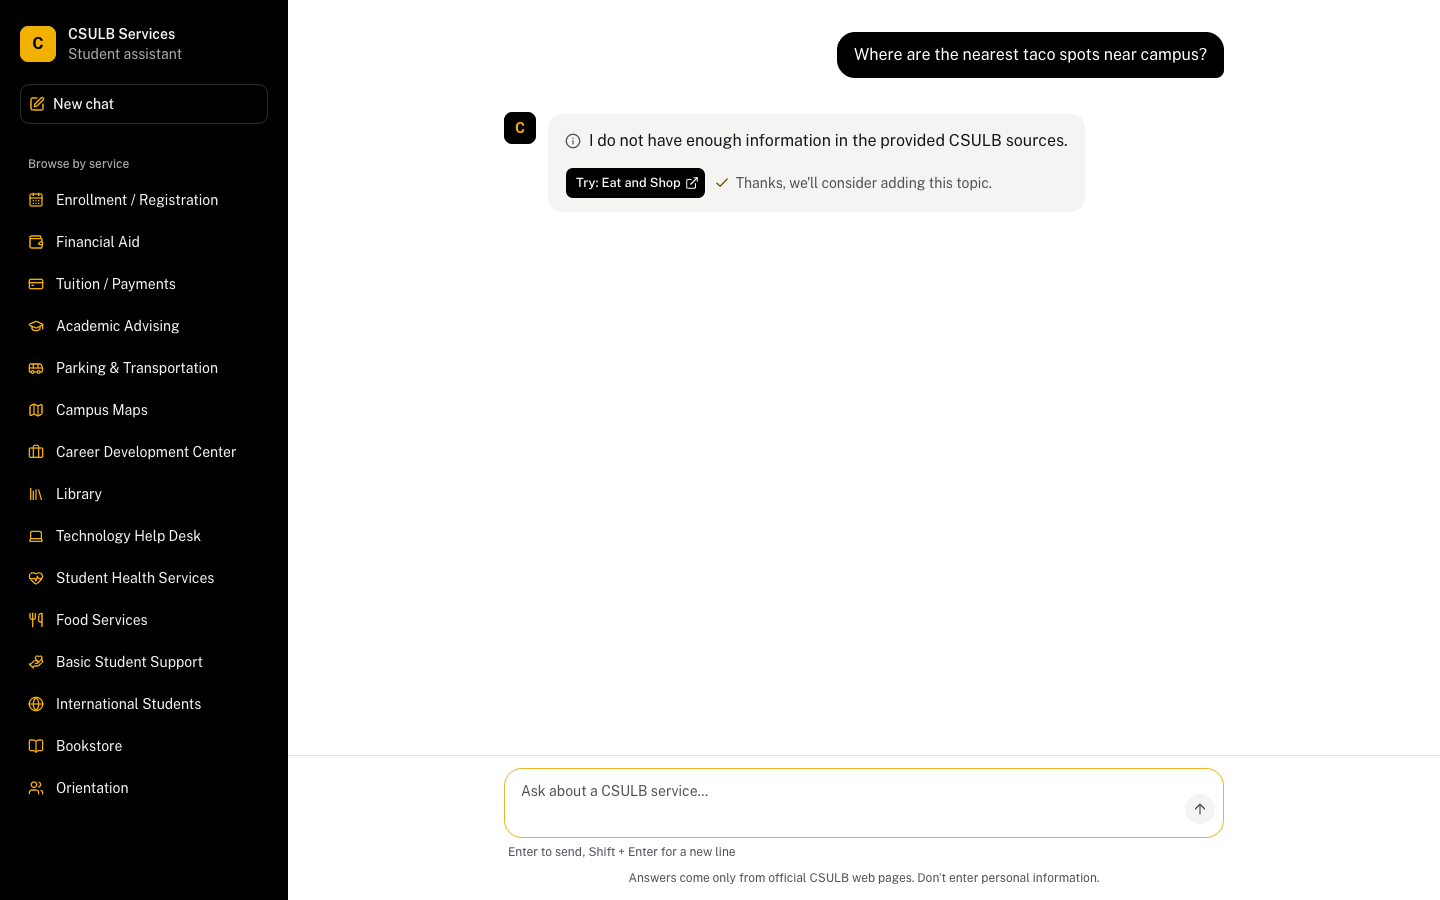 C
CSULB Services
Student assistant
New chat
Browse by service
Enrollment / Registration
Financial Aid
Tuition / Payments
Academic Advising
Parking & Transportation
Campus Maps
Career Development Center
Library
Technology Help Desk
Student Health Services
Food Services
Basic Student Support
International Students
Bookstore
Orientation
Where are the nearest taco spots near campus?
C
I do not have enough information in the provided CSULB sources.
Try: Eat and Shop
Thanks, we'll consider adding this topic.
Ask about a CSULB service...
Enter to send, Shift + Enter for a new line
Answers come only from official CSULB web pages. Don't enter personal information.